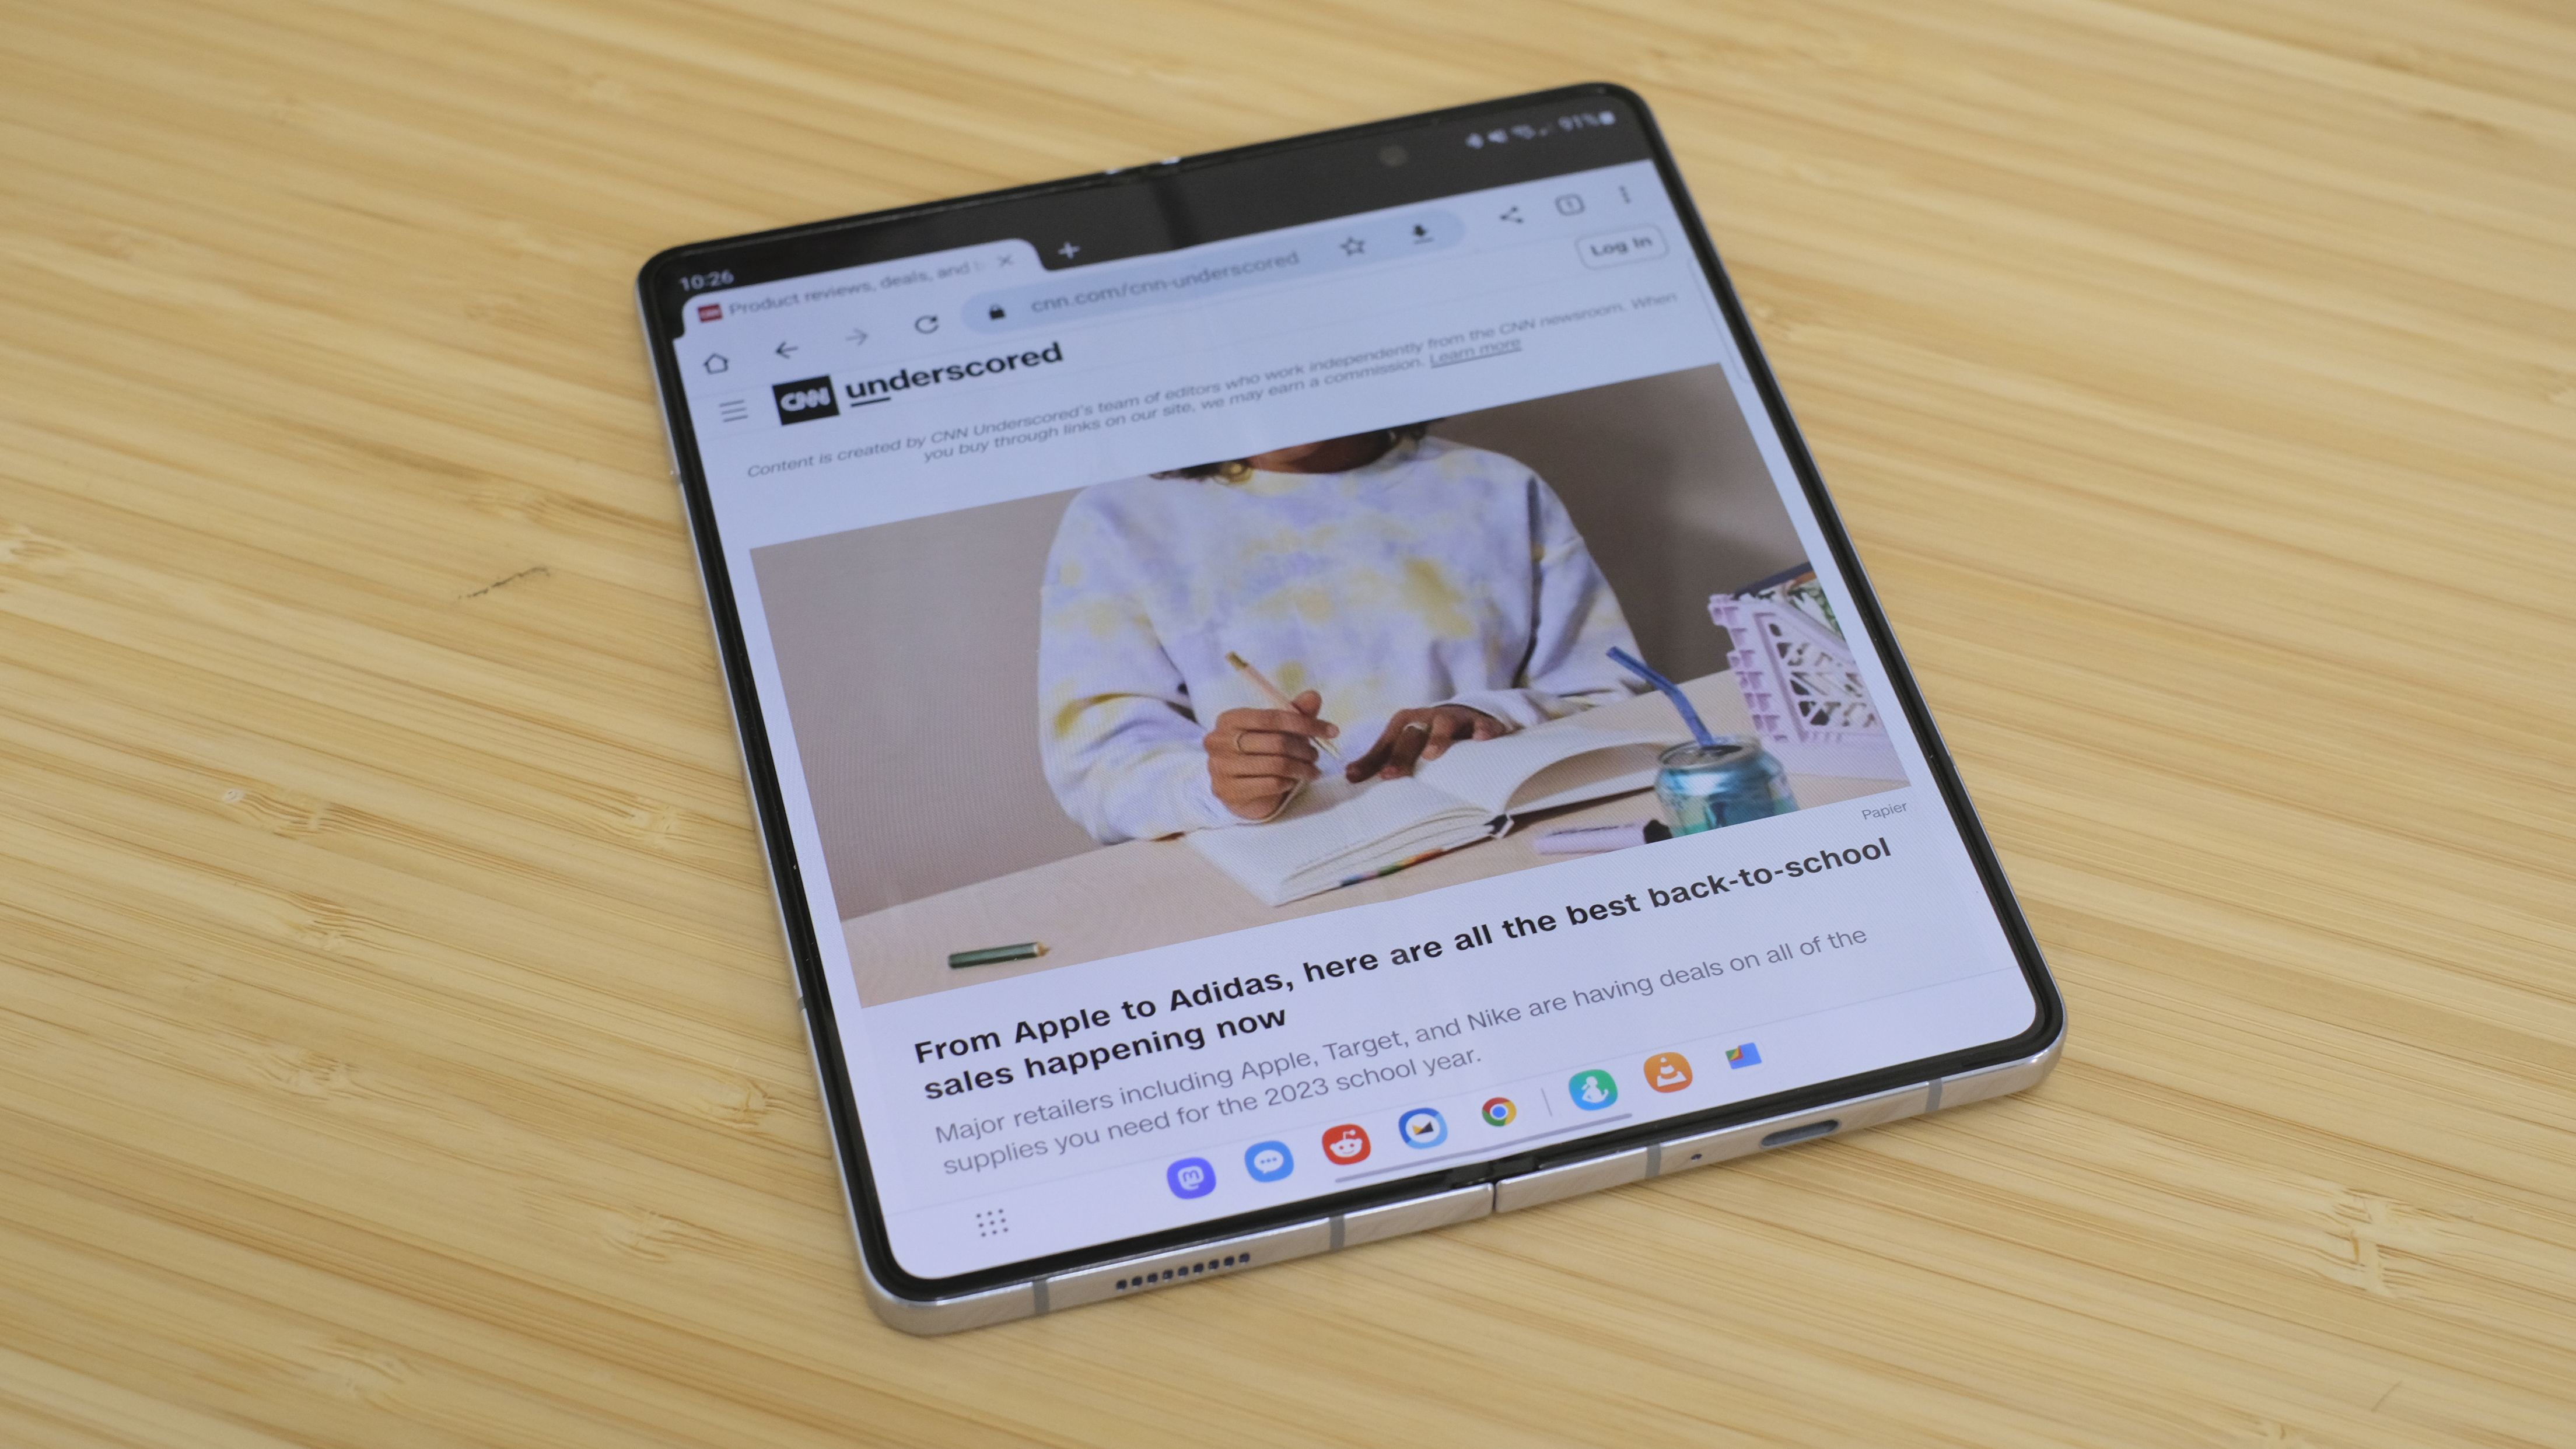 10:26
91%
CNN Product reviews, deals, and
cnn.com/cnn-underscored
1
Log In
CNN underscored
Content is created by CNN Underscored's team of editors who work independently from the CNN newsroom. When
you buy through links on our site, we may earn a commission. Learn more
Papier
From Apple to Adidas, here are all the best back-to-school
sales happening now
Major retailers including Apple, Target, and Nike are having deals on all of the
supplies you need for the 2023 school year.